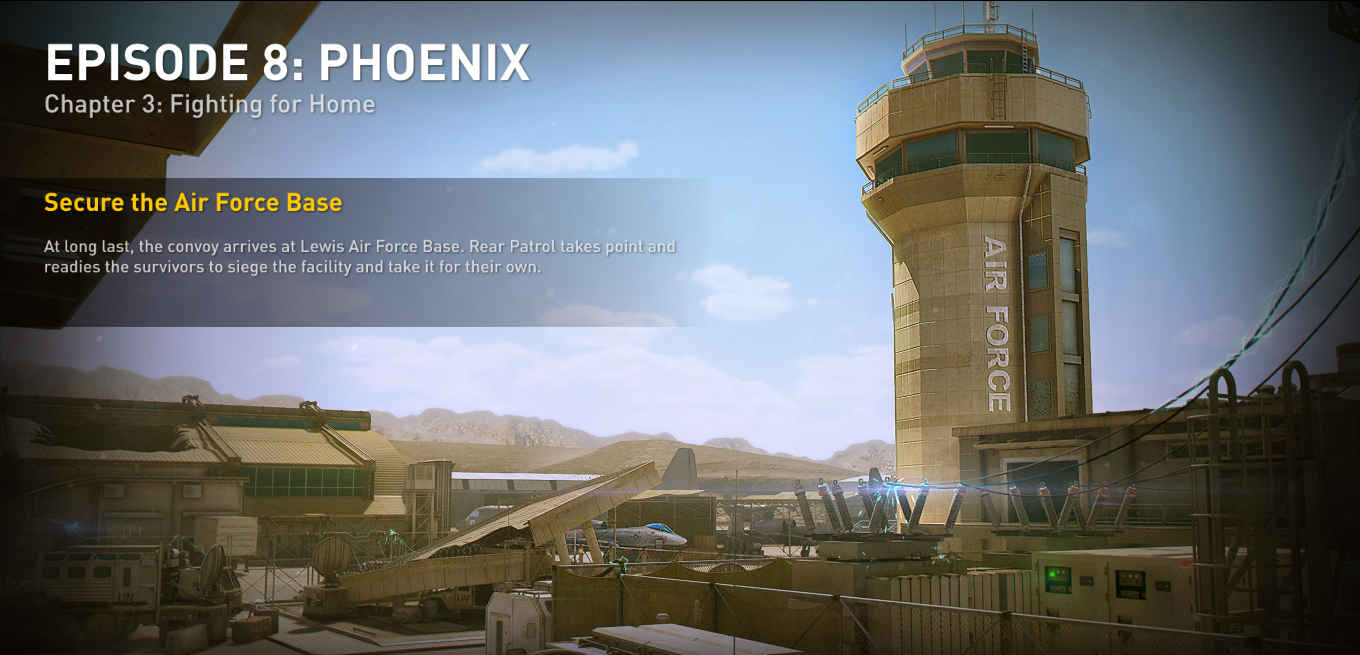 EPISODE 8: PHOENIX
Chapter 3: Fighting for Home
Secure the Air Force Base
At long last, the convoy arrives at Lewis Air Force Base. Rear Patrol takes point and
readies the survivors to siege the facility and take it for their own.
AIR FORCE
UN
UN